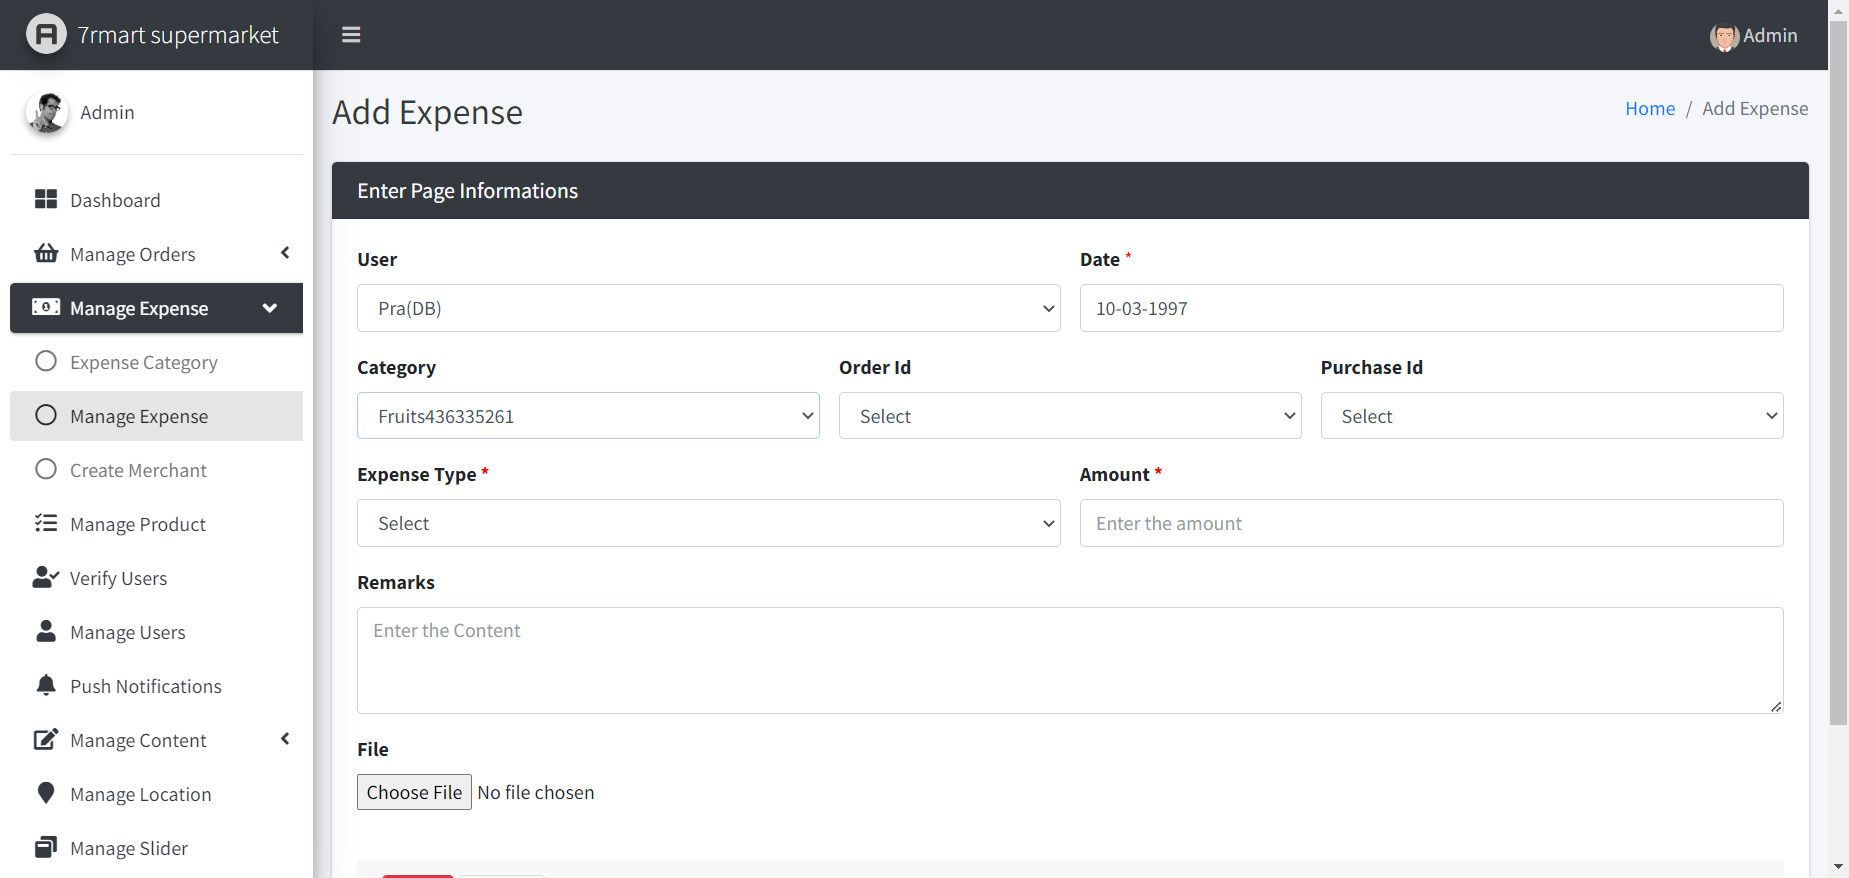 7rmart supermarket
Admin
Admin
Add Expense
Home / Add Expense
Dashboard
Manage Orders
Manage Expense
Expense Category
Manage Expense
Create Merchant
Manage Product
Verify Users
Manage Users
Push Notifications
Manage Content
Manage Location
Manage Slider
Enter Page Informations
User
Date *
Pra(DB)
10-03-1997
Category
Order Id
Purchase Id
Fruits436335261
Select
Select
Expense Type *
Amount *
Select
Enter the amount
Remarks
Enter the Content
File
Choose File No file chosen